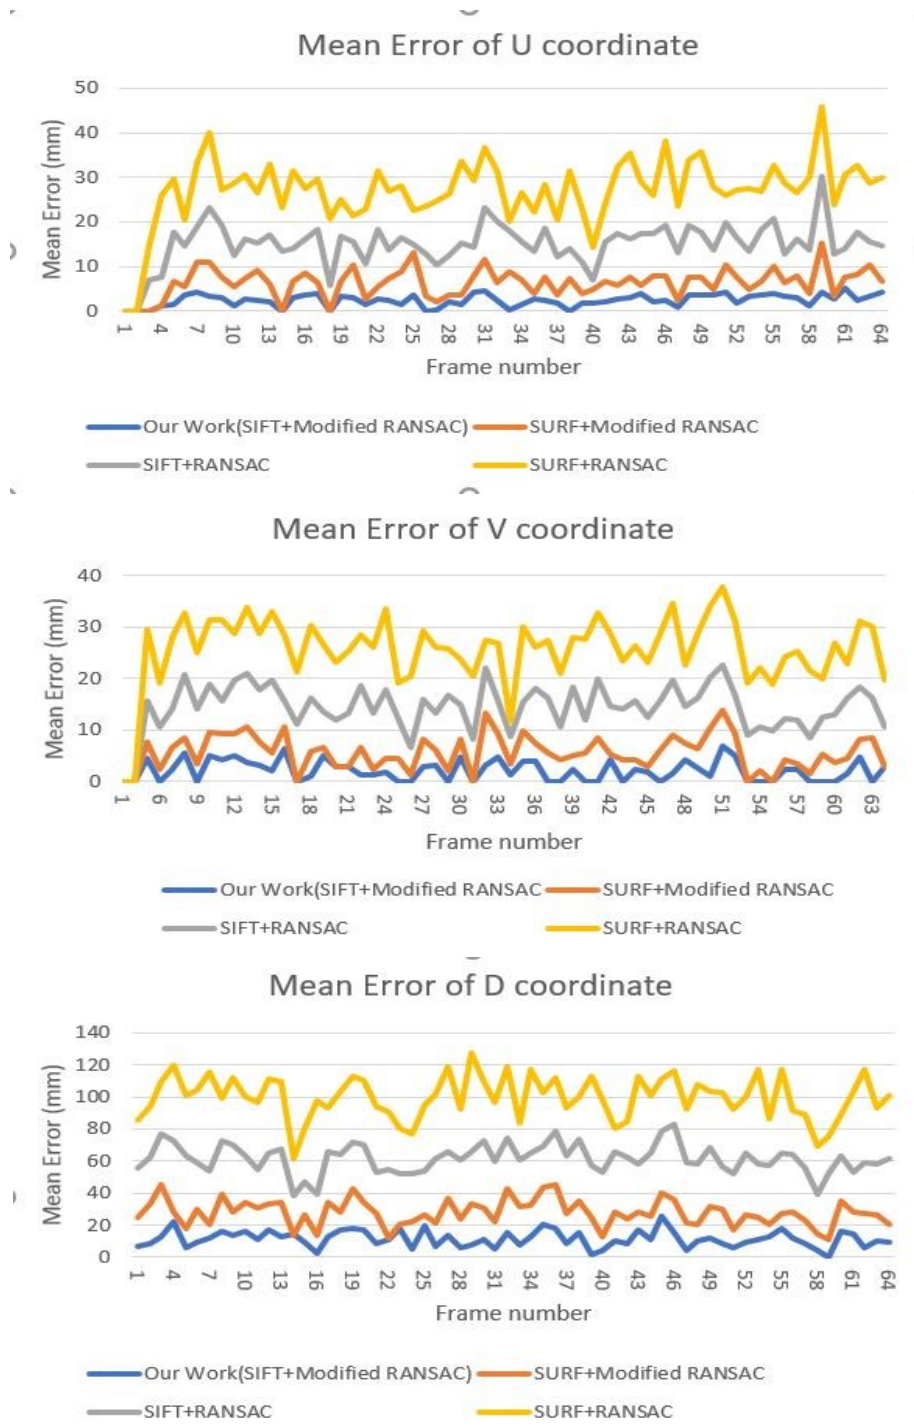 Mean Error of U coordinate
50
40
30
20
10
0
Mean Error (mm)
1 4 7 10 13 16 19 22 25 28 31 34 37 40 43 46 49 52 55 58 61 64
Frame number
Our Work(SIFT+Modified RANSAC) SURF+Modified RANSAC
SIFT+RANSAC SURF+RANSAC
Mean Error of V coordinate
40
30
20
10
0
Mean Error (mm)
1 6 9 12 15 18 21 24 27 30 33 36 39 42 45 48 51 54 57 60 63
Frame number
Our Work(SIFT+Modified RANSAC SURF+Modified RANSAC
SIFT+RANSAC SURF+RANSAC
Mean Error of D coordinate
140
120
100
80
60
40
20
0
Mean Error (mm)
1 4 7 10 13 16 19 22 25 28 31 34 37 40 43 46 49 52 55 58 61 64
Frame number
Our Work(SIFT+Modified RANSAC) SURF+Modified RANSAC
SIFT+RANSAC SURF+RANSAC